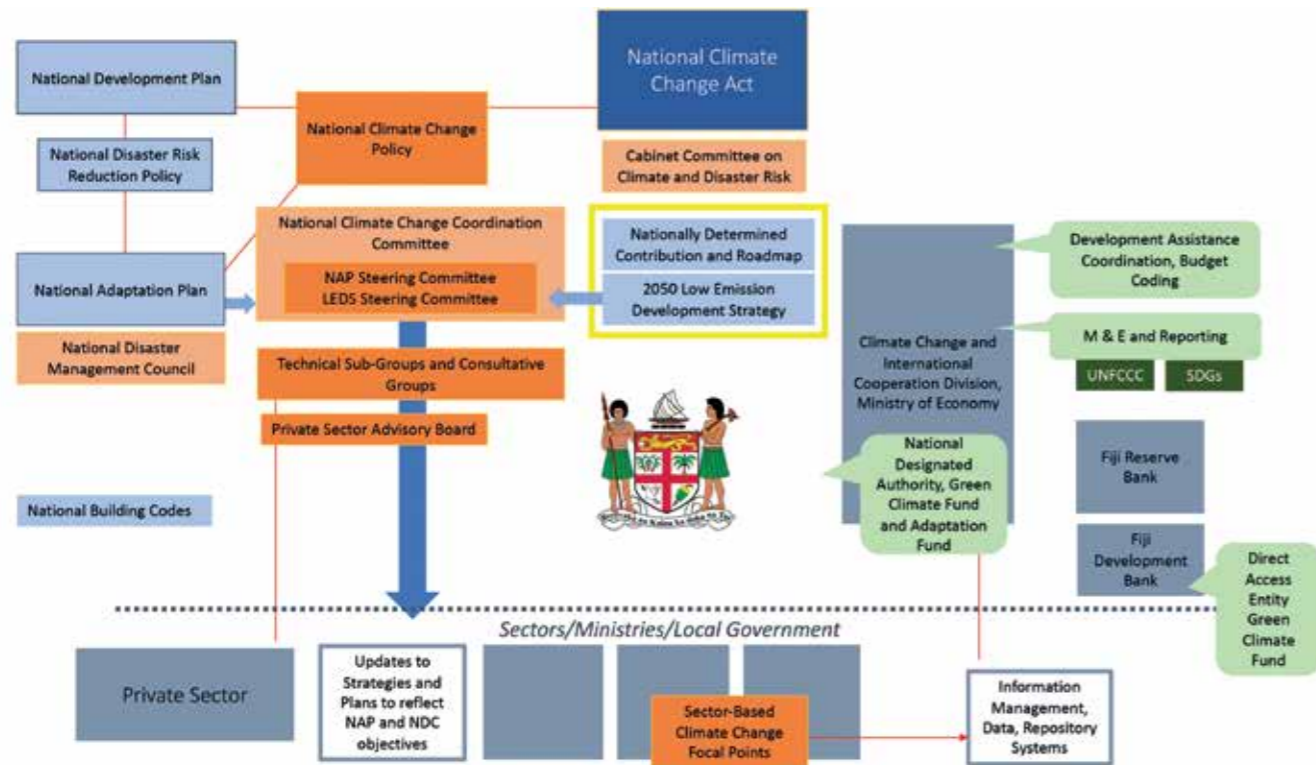 National Development Plan
National Climate
Change Act
National Climate Change
Policy
National Disaster Risk
Reduction Policy
Cabinet Committee on
Climate and Disaster Risk
National Climate Change Coordination
Committee
NAP Steering Committee
LEDS Steering Committee
Nationally Determined
Contribution and Roadmap
2050 Low Emission
Development Strategy
National Adaptation Plan
National Disaster
Management Council
Technical Sub-Groups and Consultative
Groups
Private Sector Advisory Board
National Building Codes
Climate Change and
International
Cooperation Division,
Ministry of Economy
Development Assistance
Coordination, Budget
Coding
M & E and Reporting
UNFCCC
SDGs
National
Designated
Authority, Green
Climate Fund
and Adaptation
Fund
Fiji Reserve
Bank
Fiji
Development
Bank
Direct
Access
Entity
Green
Climate
Fund
Sectors/Ministries/Local Government
Private Sector
Updates to
Strategies and
Plans to reflect
NAP and NDC
objectives
Sector-Based
Climate Change
Focal Points
Information
Management,
Data, Repository
Systems